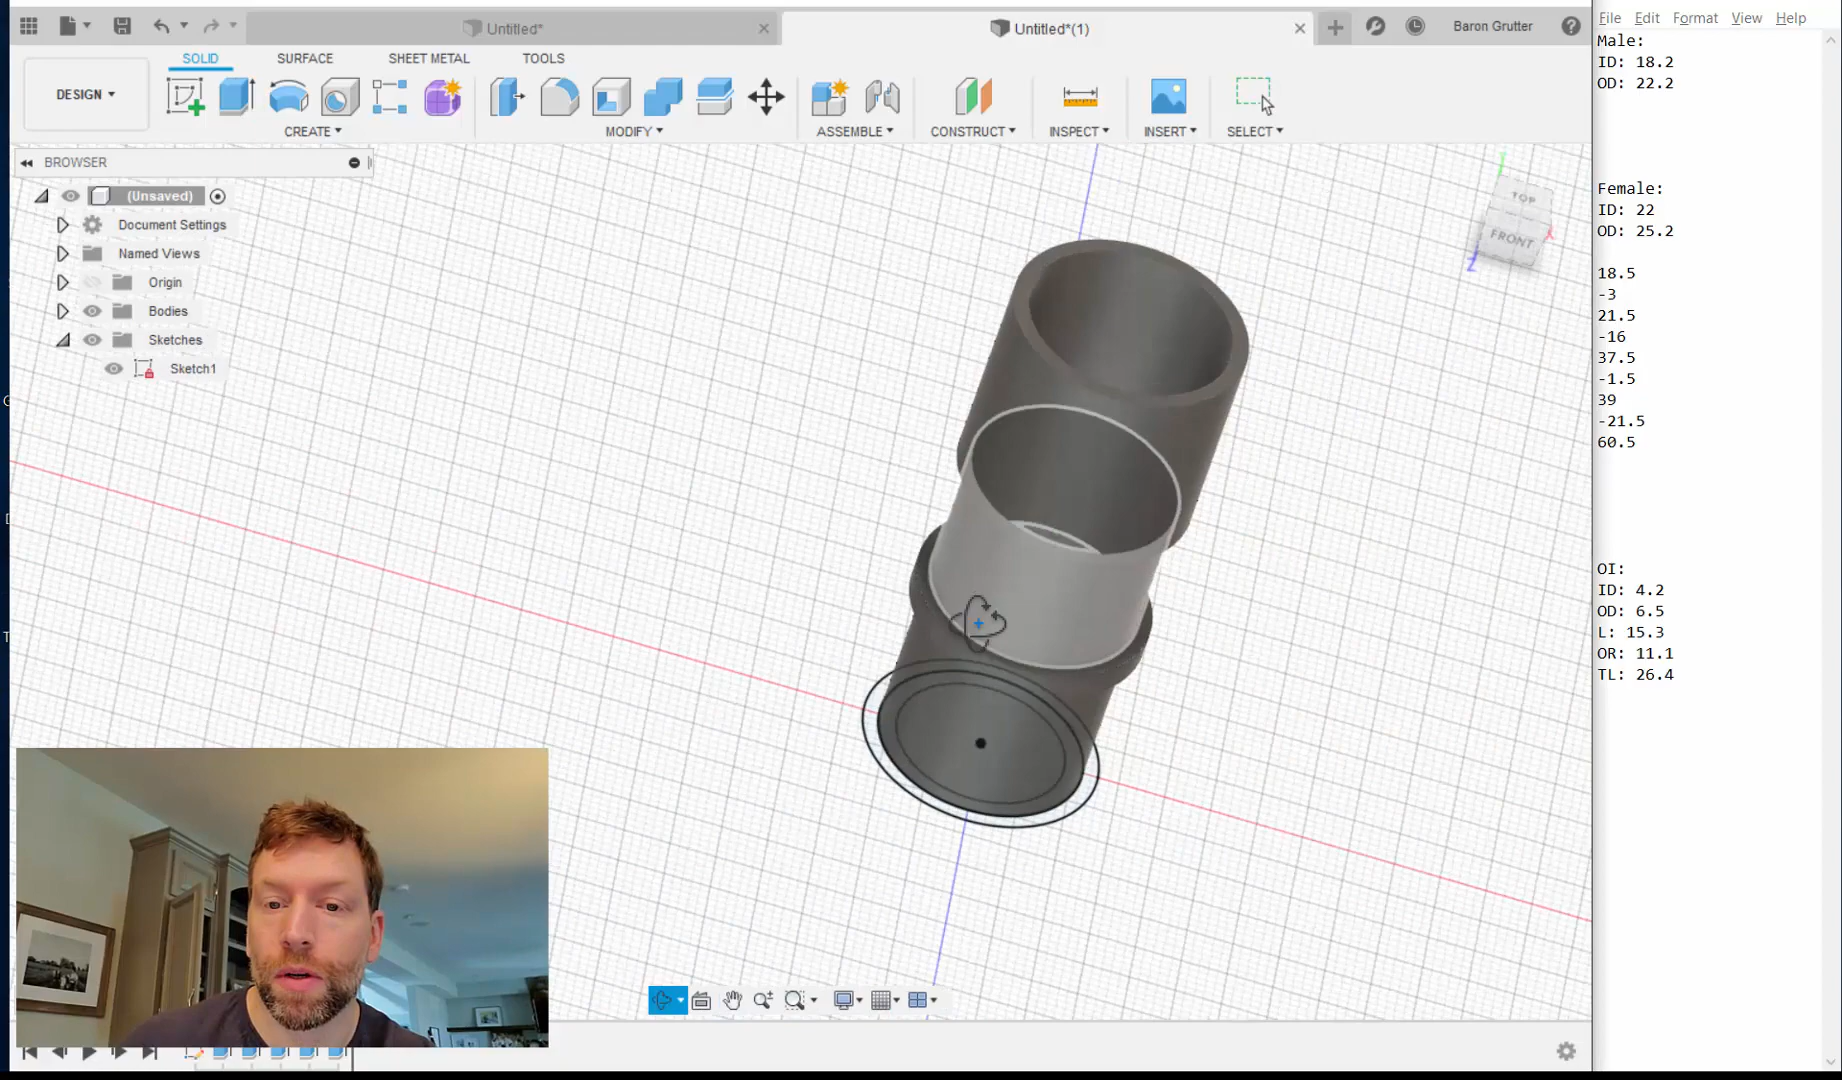 Untitled*
Untitled*(1)
Baron Grutter
File Edit Format View Help
SOLID SURFACE SHEET METAL TOOLS
DESIGN
CREATE MODIFY ASSEMBLE CONSTRUCT INSPECT INSERT SELECT
BROWSER
(Unsaved)
Document Settings
Named Views
Origin
Bodies
Sketches
Sketch1
TOP
FRONT
X
Y
Z
Male:
ID: 18.2
OD: 22.2
Female:
ID: 22
OD: 25.2
18.5
-3
21.5
-16
37.5
-1.5
39
-21.5
60.5
OI:
ID: 4.2
OD: 6.5
L: 15.3
OR: 11.1
TL: 26.4